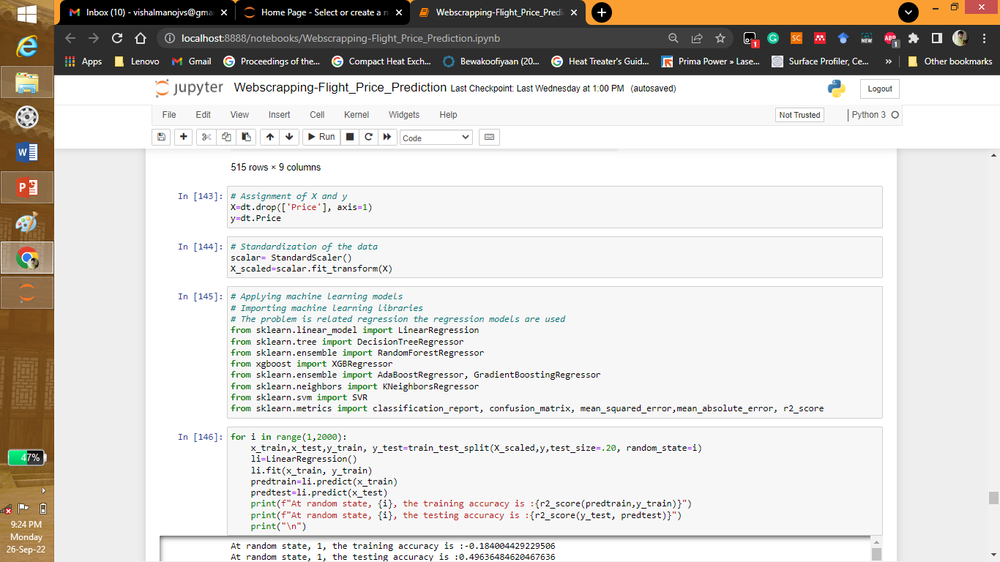 Inbox (10) - vishalmanojvs@gma
Home Page - Select or create a n
Webscrapping-Flight_Price_Predi
localhost:8888/notebooks/Webscrapping-Flight_Price_Prediction.ipynb
Apps Lenovo Gmail Proceedings of the... Compact Heat Exch... Bewakoofiyaan (20... Heat Treater's Guid... Prima Power » Lase... Surface Profiler, Ce... » Other bookmarks
jupyter Webscrapping-Flight_Price_Prediction Last Checkpoint: Last Wednesday at 1:00 PM (autosaved) Logout
File Edit View Insert Cell Kernel Widgets Help Not Trusted Python 3
Run Code
515 rows × 9 columns
In [143]: # Assignment of X and y
X=dt.drop(['Price'], axis=1)
y=dt.Price
In [144]: # Standardization of the data
scalar= StandardScaler()
X_scaled=scalar.fit_transform(X)
In [145]: # Applying machine learning models
# Importing machine learning libraries
# The problem is related regression the regression models are used
from sklearn.linear_model import LinearRegression
from sklearn.tree import DecisionTreeRegressor
from sklearn.ensemble import RandomForestRegressor
from xgboost import XGBRegressor
from sklearn.ensemble import AdaBoostRegressor, GradientBoostingRegressor
from sklearn.neighbors import KNeighborsRegressor
from sklearn.svm import SVR
from sklearn.metrics import classification_report, confusion_matrix, mean_squared_error,mean_absolute_error, r2_score
In [146]: for i in range(1,2000):
x_train,x_test,y_train, y_test=train_test_split(X_scaled,y,test_size=.20, random_state=i)
li=LinearRegression()
li.fit(x_train, y_train)
predtrain=li.predict(x_train)
predtest=li.predict(x_test)
print(f"At random state, {i}, the training accuracy is :{r2_score(predtrain,y_train)}")
print(f"At random state, {i}, the testing accuracy is :{r2_score(y_test, predtest)}")
print("\n")
At random state, 1, the training accuracy is :-0.184004429229506
At random state, 1, the testing accuracy is :0.49636484620467636
47%
9:24 PM
Monday
26-Sep-22